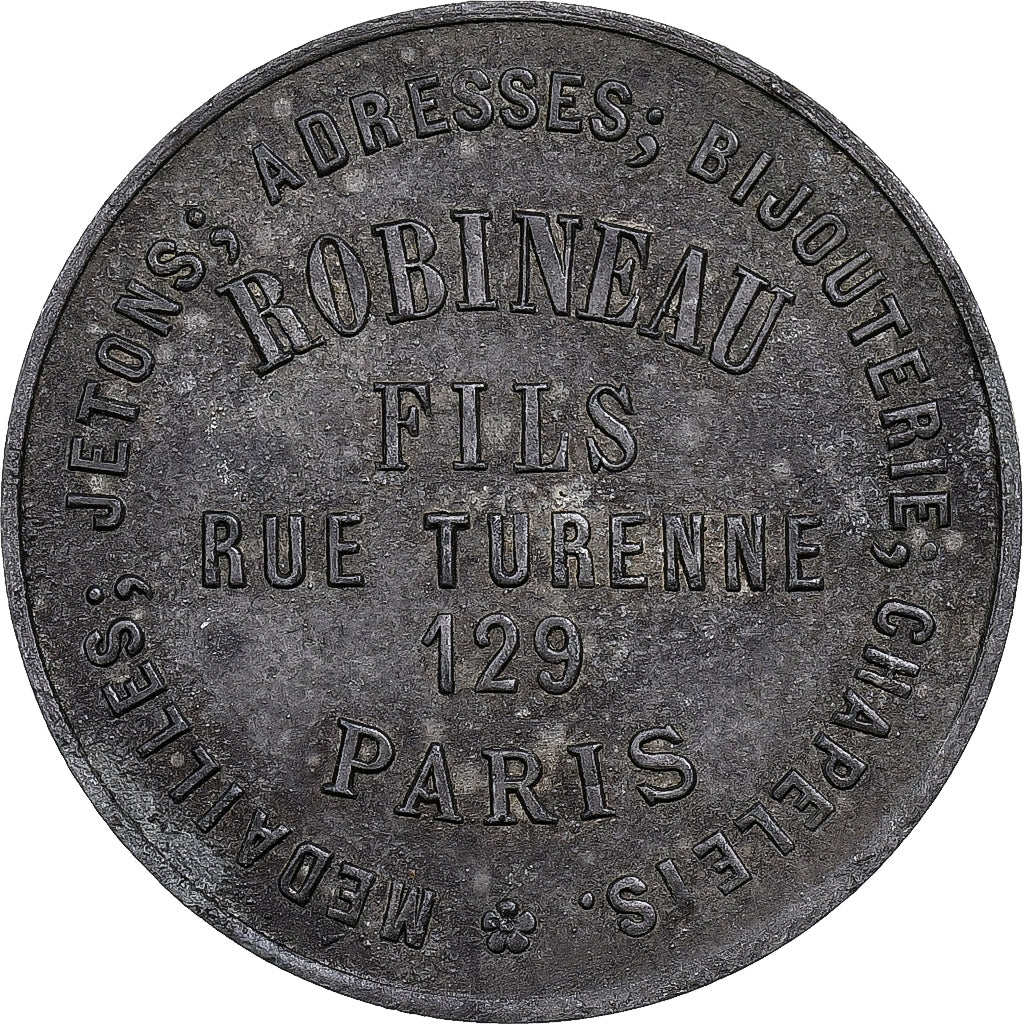 MEDAILLES; JETONS; ADRESSES; BIJOUTERIE; CHAPELETS.
ROBINEAU
FILS
RUE TURENNE
129
PARIS